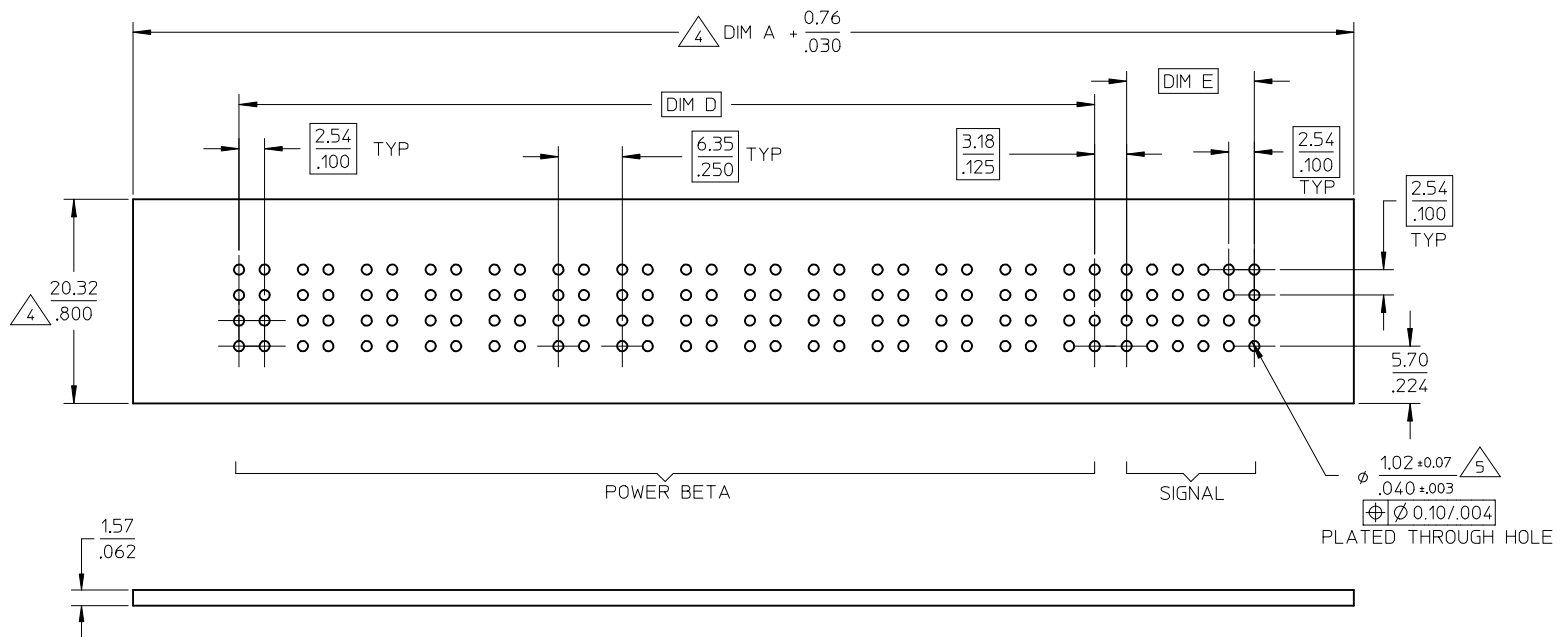 4 DIM A + 0.76
.030
DIM E
DIM D
2.54
.100 TYP
6.35
.250 TYP
3.18
.125
2.54
.100
TYP
2.54
.100
TYP
4 20.32
.800
5.70
.224
POWER BETA
SIGNAL
Ø 1.02 ±0.07 5
.040 ±.003
⌖ Ø 0.10/.004
PLATED THROUGH HOLE
1.57
.062